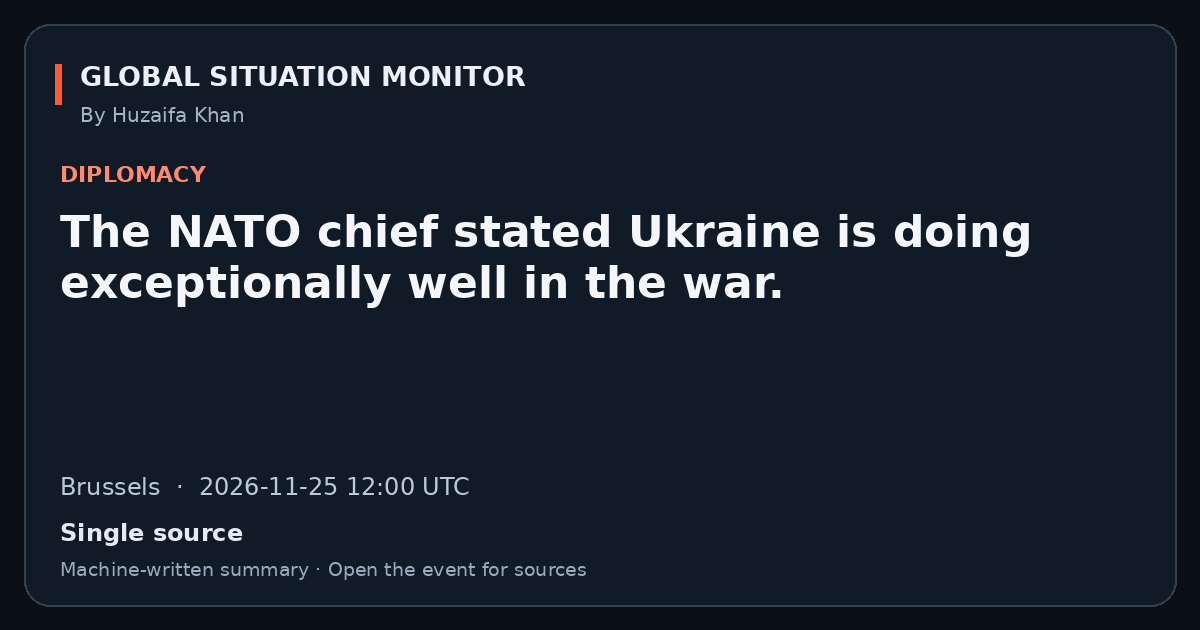 GLOBAL SITUATION MONITOR
By Huzaifa Khan
DIPLOMACY
The NATO chief stated Ukraine is doing
exceptionally well in the war.
Brussels · 2026-11-25 12:00 UTC
Single source
Machine-written summary · Open the event for sources